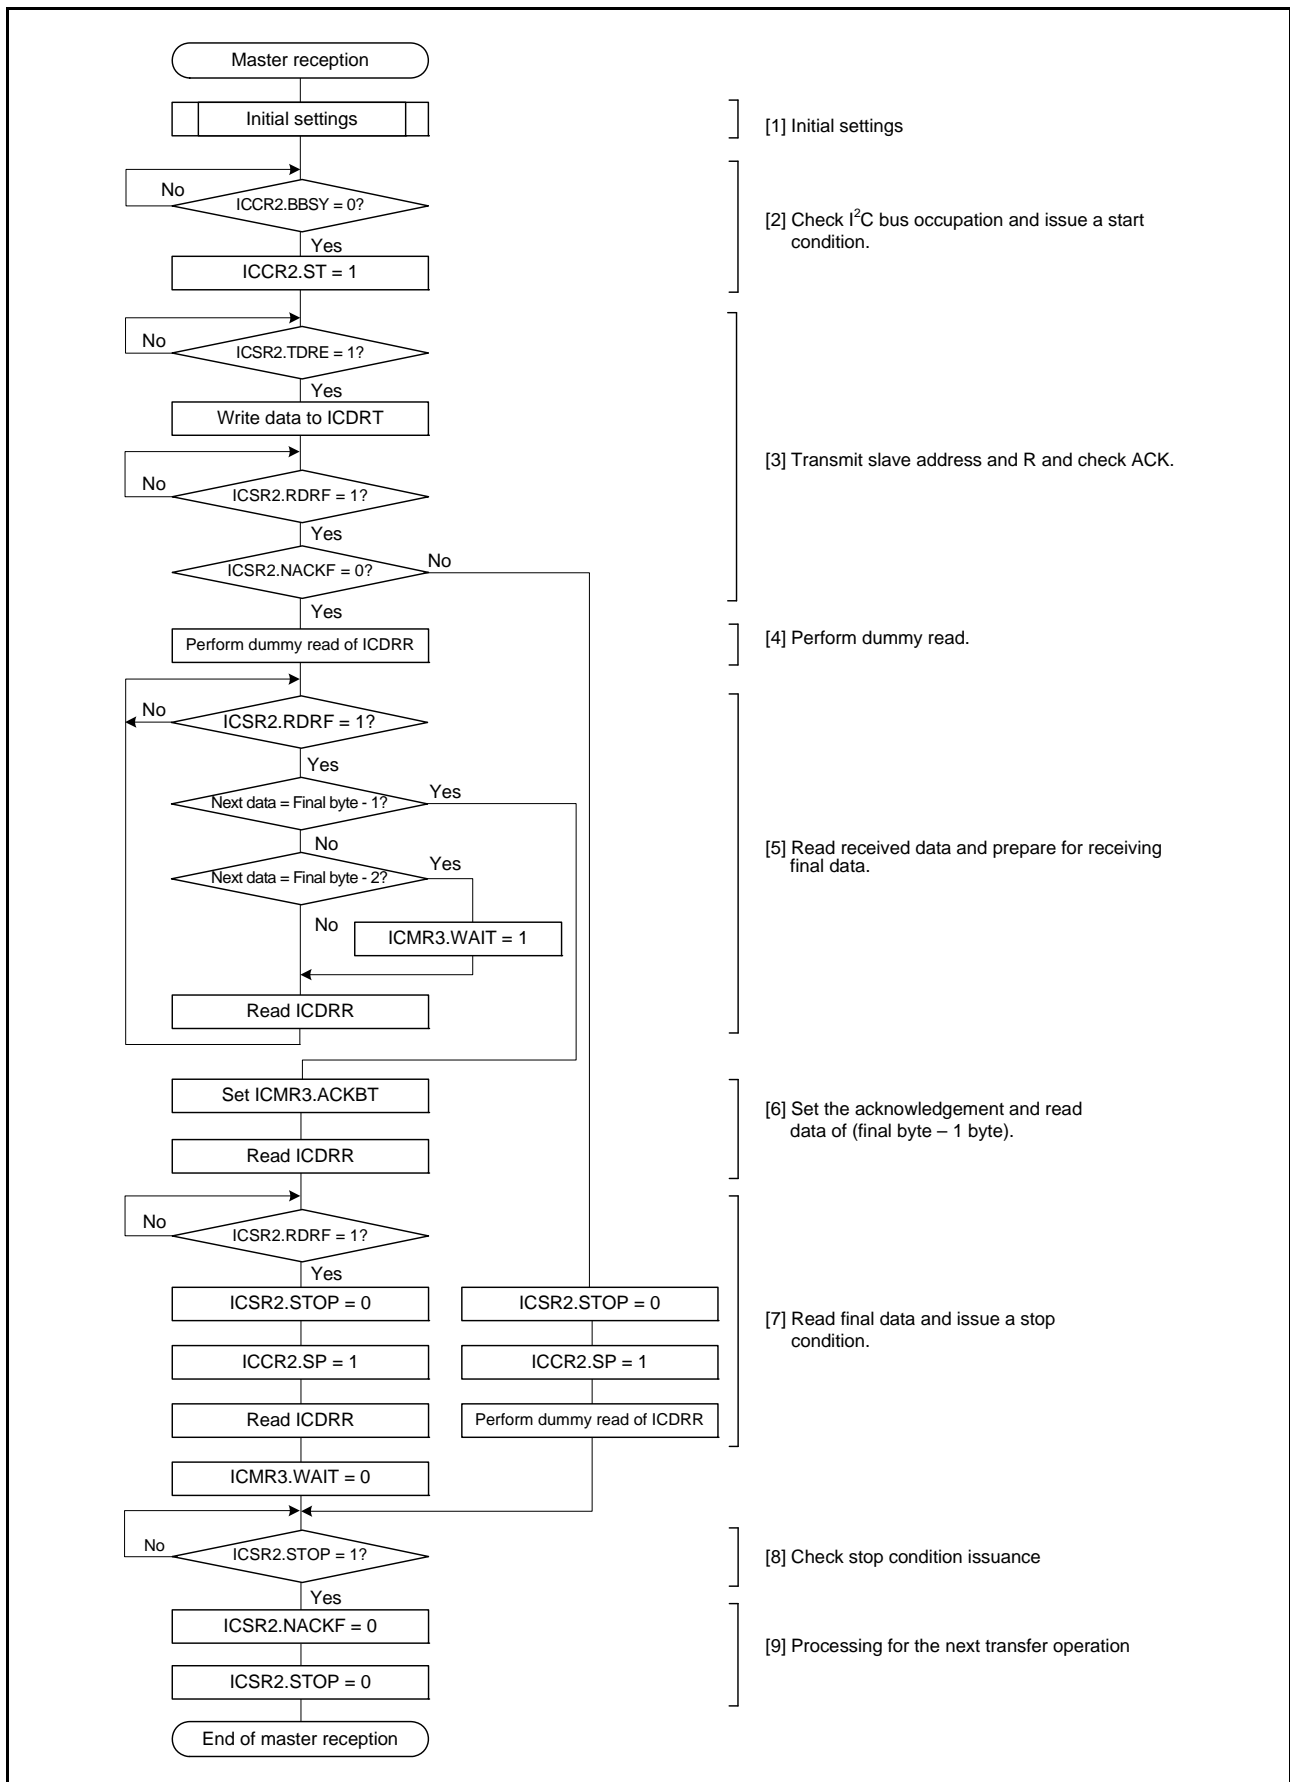 Master reception
Initial settings
[1] Initial settings
No
ICCR2.BBSY = 0?
Yes
ICCR2.ST = 1
[2] Check I²C bus occupation and issue a start
condition.
No
ICSR2.TDRE = 1?
Yes
Write data to ICDRT
No
ICSR2.RDRF = 1?
Yes
ICSR2.NACKF = 0?
No
Yes
[3] Transmit slave address and R and check ACK.
Perform dummy read of ICDRR
[4] Perform dummy read.
No
ICSR2.RDRF = 1?
Yes
Next data = Final byte - 1?
Yes
No
Next data = Final byte - 2?
Yes
No
ICMR3.WAIT = 1
Read ICDRR
[5] Read received data and prepare for receiving
final data.
Set ICMR3.ACKBT
Read ICDRR
[6] Set the acknowledgement and read
data of (final byte – 1 byte).
No
ICSR2.RDRF = 1?
Yes
ICSR2.STOP = 0
ICCR2.SP = 1
Read ICDRR
ICMR3.WAIT = 0
ICSR2.STOP = 0
ICCR2.SP = 1
Perform dummy read of ICDRR
[7] Read final data and issue a stop
condition.
No
ICSR2.STOP = 1?
Yes
[8] Check stop condition issuance
ICSR2.NACKF = 0
ICSR2.STOP = 0
[9] Processing for the next transfer operation
End of master reception